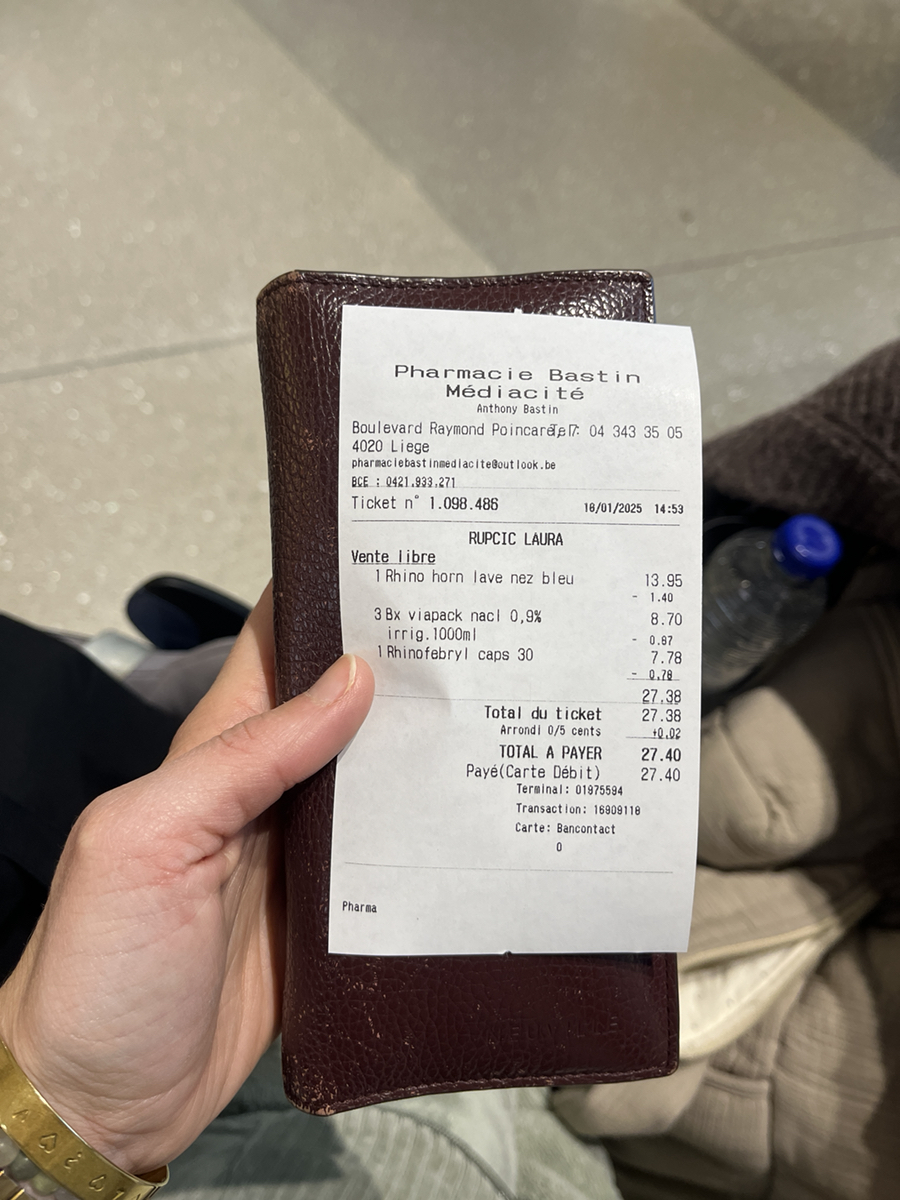 Pharmacie Bastin
Médiacité
Anthony Bastin
Boulevard Raymond Poincaré, 7 Tel : 04 343 35 05
4020 Liege
pharmaciebastinmediacite@outlook.be
BCE : 0421.933.271
Ticket n° 1.098.486 18/01/2025 14:53
RUPCIC LAURA
Vente libre
1 Rhino horn lave nez bleu 13.95
- 1.40
3 Bx viapack nacl 0,9% 8.70
irrig.1000ml - 0.87
1 Rhinofebryl caps 30 7.78
- 0.78
27.38
Total du ticket 27.38
Arrondi 0/5 cents +0.02
TOTAL A PAYER 27.40
Payé(Carte Débit) 27.40
Terminal: 01975594
Transaction: 16909118
Carte: Bancontact
0
Pharma